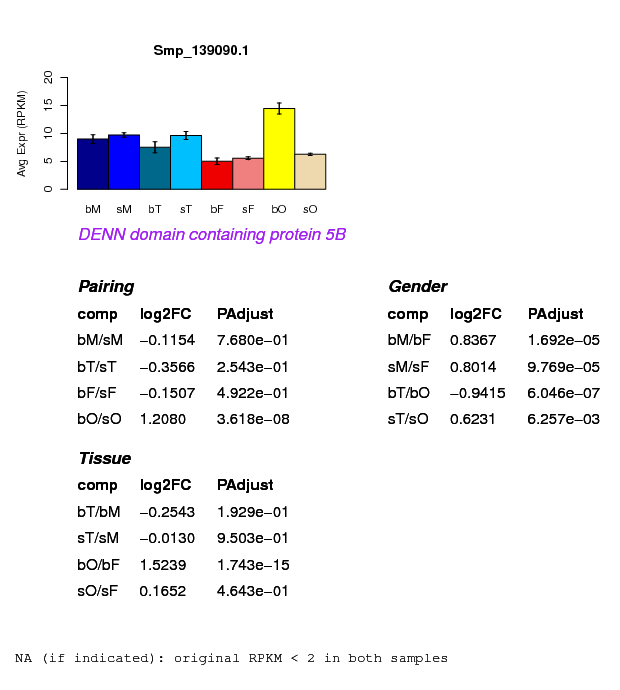 Smp_139090.1
Avg Expr (RPKM)
20
15
10
5
0
bM sM bT sT bF sF bO sO
DENN domain containing protein 5B
Pairing
comp log2FC PAdjust
bM/sM −0.1154 7.680e−01
bT/sT −0.3566 2.543e−01
bF/sF −0.1507 4.922e−01
bO/sO 1.2080 3.618e−08
Gender
comp log2FC PAdjust
bM/bF 0.8367 1.692e−05
sM/sF 0.8014 9.769e−05
bT/bO −0.9415 6.046e−07
sT/sO 0.6231 6.257e−03
Tissue
comp log2FC PAdjust
bT/bM −0.2543 1.929e−01
sT/sM −0.0130 9.503e−01
bO/bF 1.5239 1.743e−15
sO/sF 0.1652 4.643e−01
NA (if indicated): original RPKM < 2 in both samples